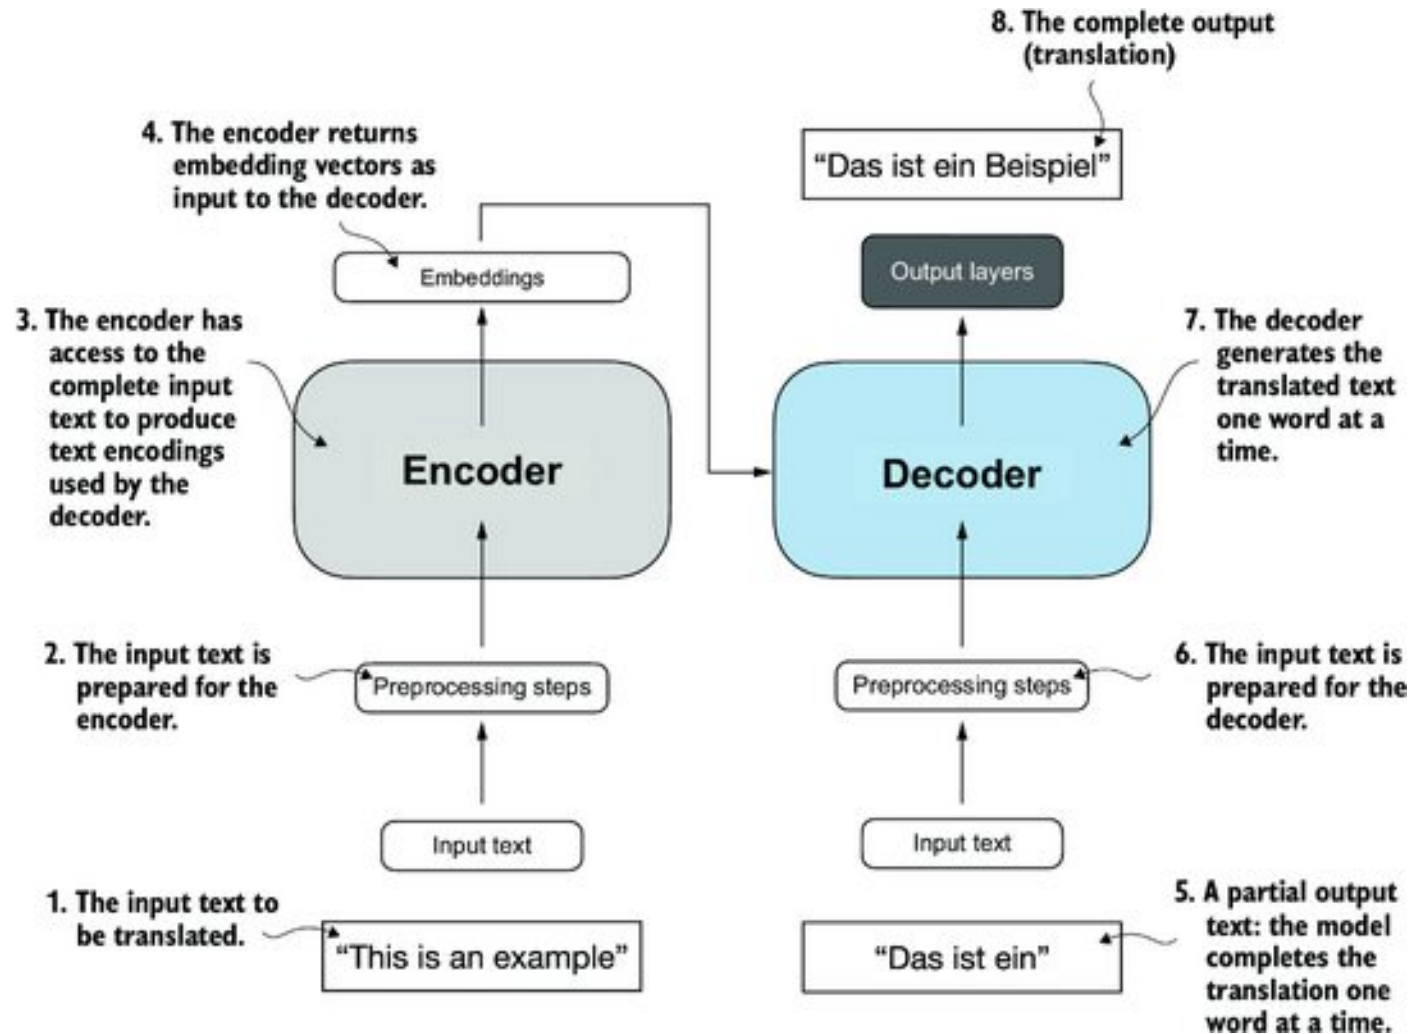 8. The complete output
(translation)
4. The encoder returns
embedding vectors as
input to the decoder.
“Das ist ein Beispiel”
Embeddings
Output layers
3. The encoder has
access to the
complete input
text to produce
text encodings
used by the
decoder.
7. The decoder
generates the
translated text
one word at a
time.
Encoder
Decoder
2. The input text is
prepared for the
encoder.
Preprocessing steps
Preprocessing steps
6. The input text is
prepared for the
decoder.
Input text
Input text
1. The input text to
be translated.
“This is an example”
“Das ist ein”
5. A partial output
text: the model
completes the
translation one
word at a time.